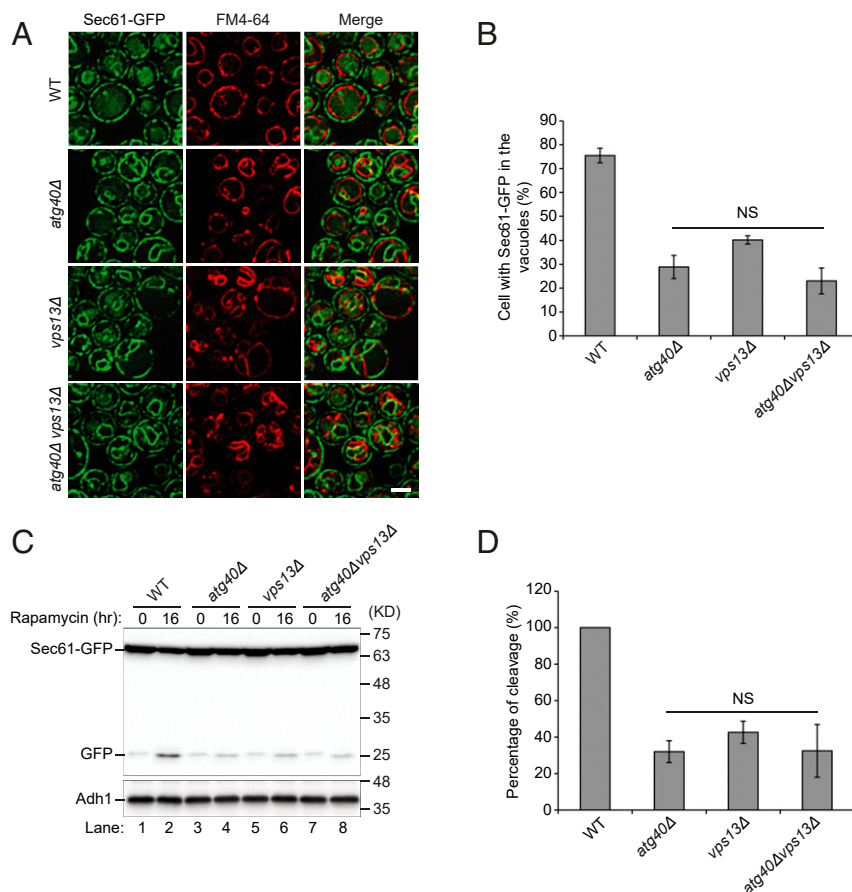 A
Sec61-GFP FM4-64 Merge
WT
atg40Δ
vps13Δ
atg40Δ vps13Δ
B
Cell with Sec61-GFP in the
vacuoles (%)
90
80
70
60
50
40
30
20
10
0
NS
WT atg40Δ vps13Δ atg40Δvps13Δ
C
WT atg40Δ vps13Δ atg40Δvps13Δ
Rapamycin (hr): 0 16 0 16 0 16 0 16 (KD)
75
Sec61-GFP 63
48
35
GFP 25
48
Adh1 35
Lane: 1 2 3 4 5 6 7 8
D
Percentage of cleavage (%)
120
100
80
60
40
20
0
NS
WT atg40Δ vps13Δ atg40Δvps13Δ